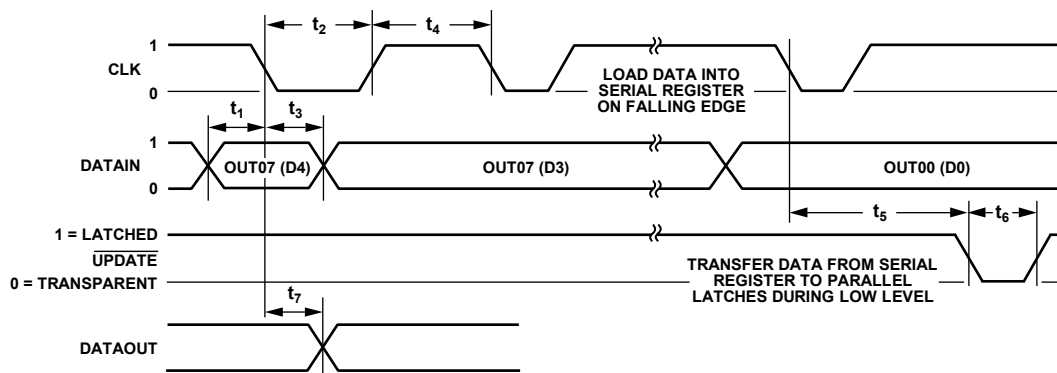 t2
t4
1
CLK
0
LOAD DATA INTO
SERIAL REGISTER
ON FALLING EDGE
t1
t3
1
DATAIN
0
OUT07 (D4)
OUT07 (D3)
OUT00 (D0)
t5
t6
1 = LATCHED
UPDATE
0 = TRANSPARENT
TRANSFER DATA FROM SERIAL
REGISTER TO PARALLEL
LATCHES DURING LOW LEVEL
t7
DATAOUT